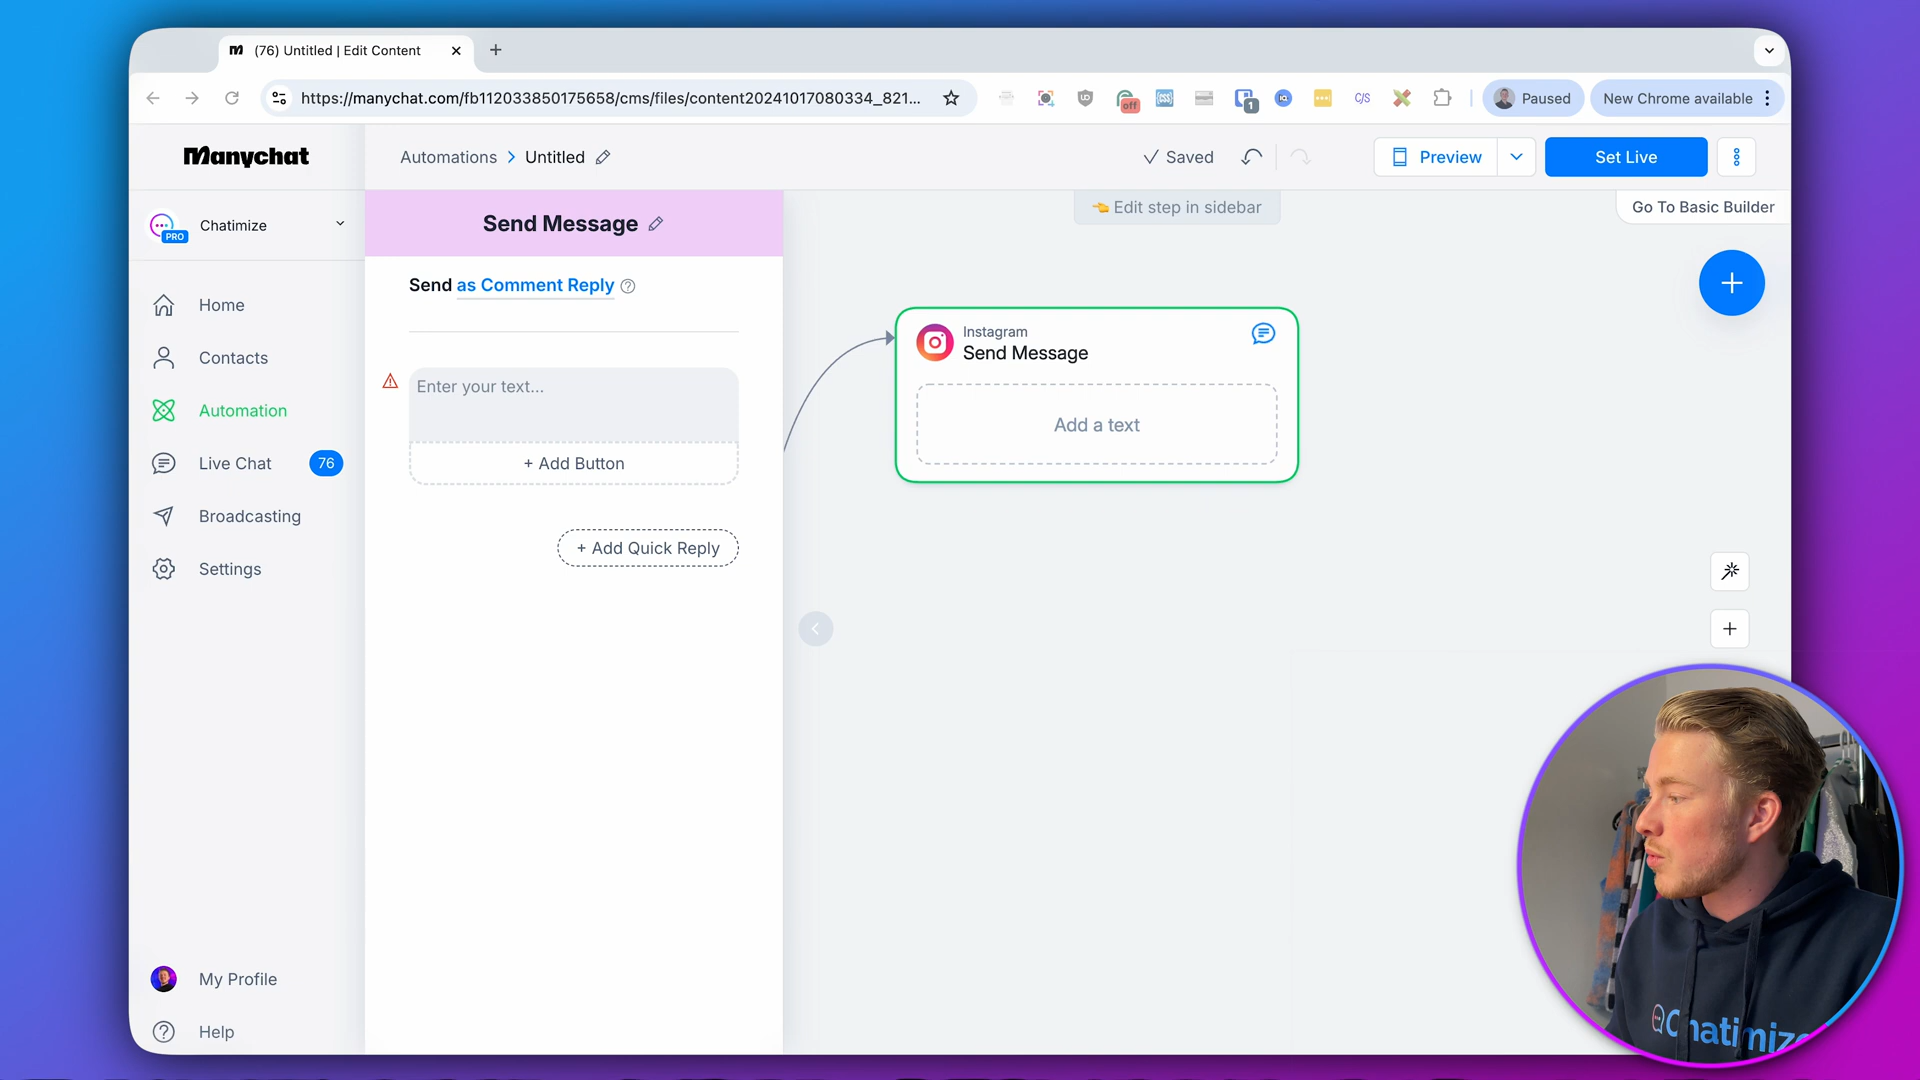 (76) Untitled | Edit Content
https://manychat.com/fb112033850175658/cms/files/content20241017080334_821...
off
1
C/S
Paused
New Chrome available
Manychat
Automations > Untitled
Saved
Preview
Set Live
Chatimize
PRO
Send Message
Edit step in sidebar
Go To Basic Builder
Home
Contacts
Automation
Live Chat
76
Broadcasting
Settings
Send as Comment Reply
Enter your text...
+ Add Button
+ Add Quick Reply
Instagram
Send Message
Add a text
My Profile
Help
Chatimize